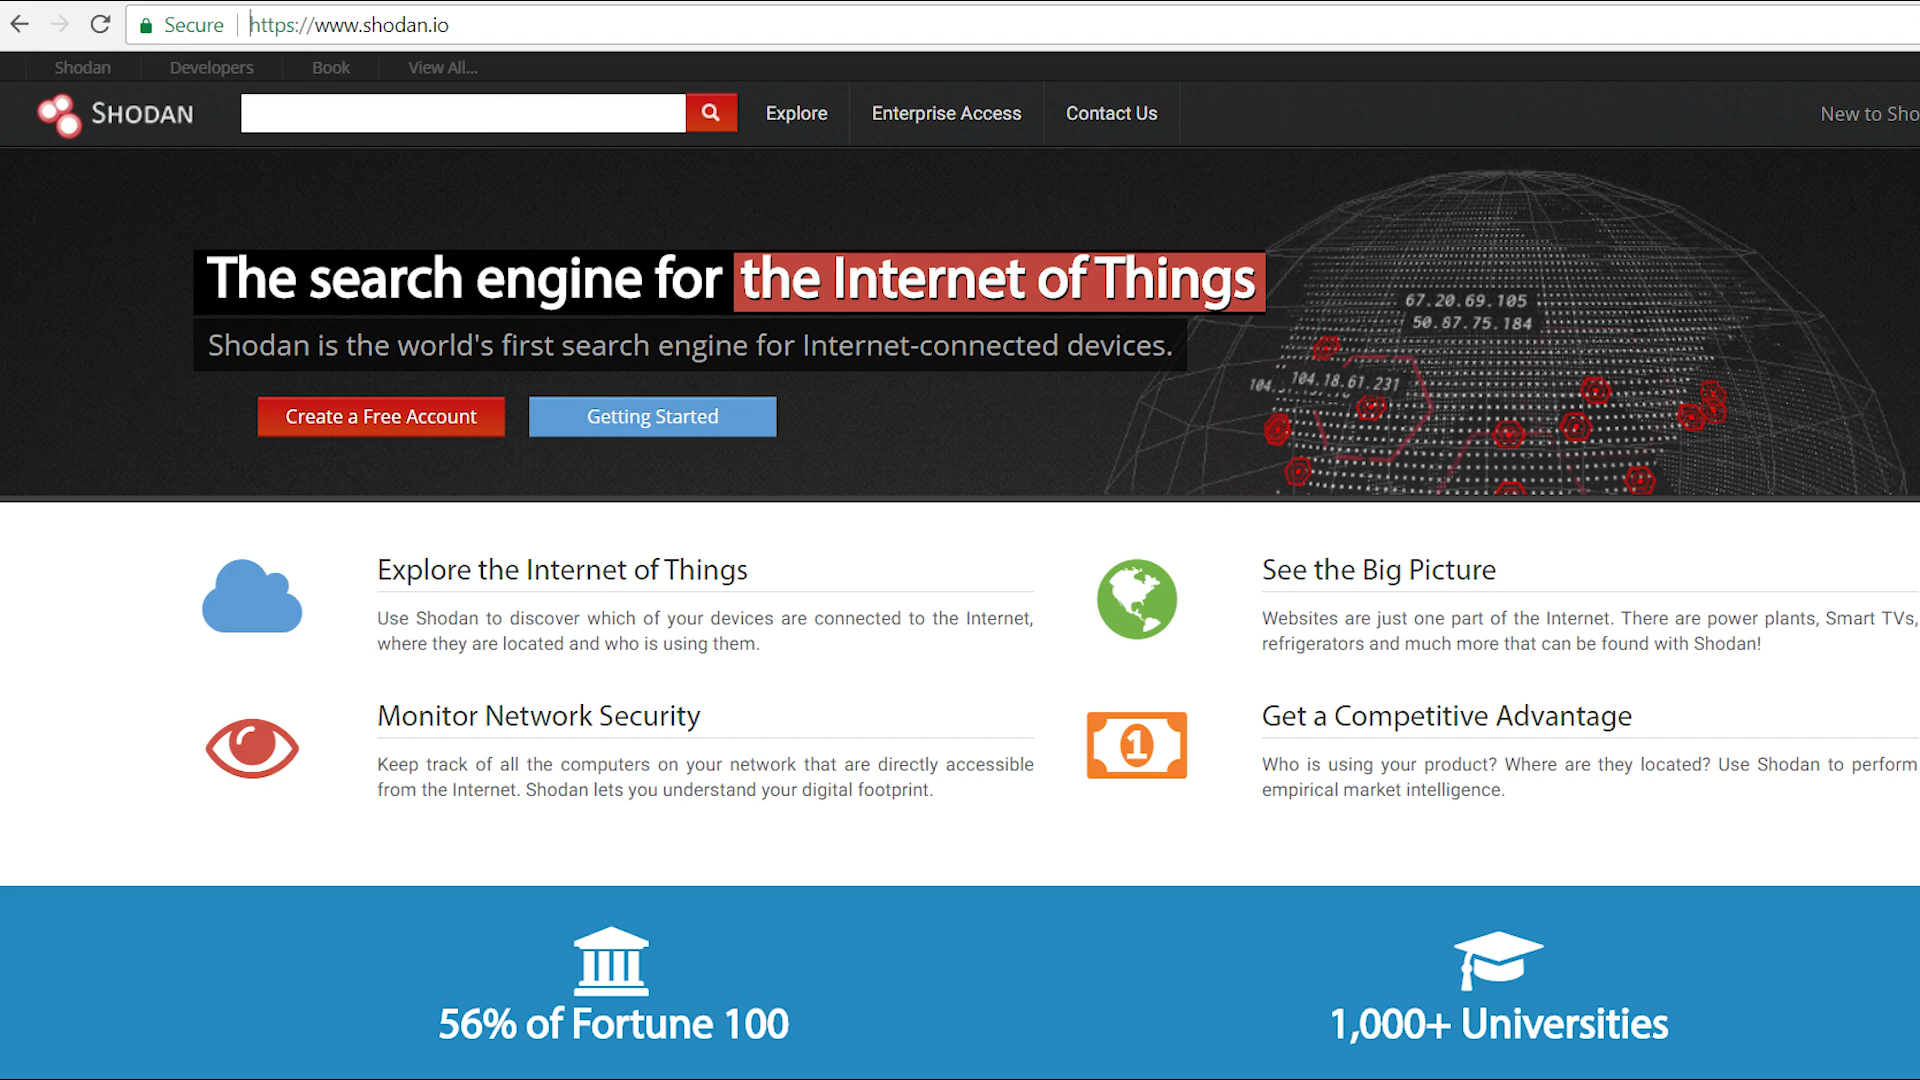 Secure https://www.shodan.io
Shodan Developers Book View All...
SHODAN Explore Enterprise Access Contact Us New to Sho
The search engine for the Internet of Things
Shodan is the world's first search engine for Internet-connected devices.
Create a Free Account Getting Started
67.20.69.105
50.87.75.184
104. 104.18.61.231
Explore the Internet of Things
Use Shodan to discover which of your devices are connected to the Internet,
where they are located and who is using them.
See the Big Picture
Websites are just one part of the Internet. There are power plants, Smart TVs,
refrigerators and much more that can be found with Shodan!
Monitor Network Security
Keep track of all the computers on your network that are directly accessible
from the Internet. Shodan lets you understand your digital footprint.
1
Get a Competitive Advantage
Who is using your product? Where are they located? Use Shodan to perform
empirical market intelligence.
56% of Fortune 100
1,000+ Universities